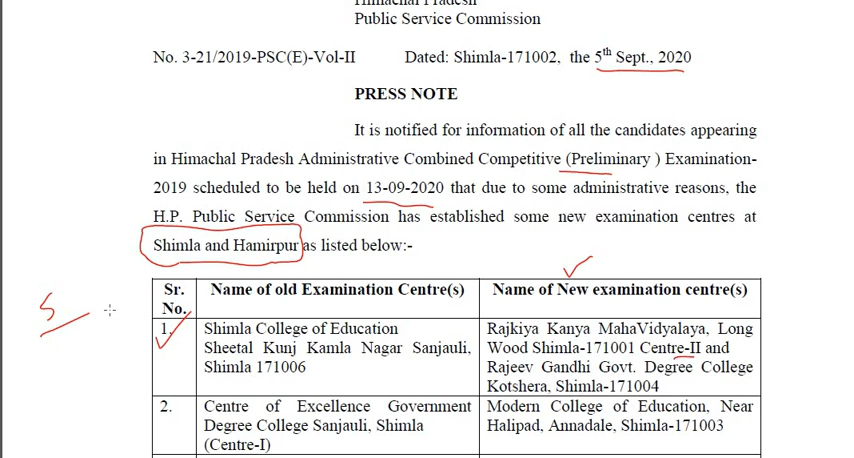 Himachal Pradesh
Public Service Commission
No. 3-21/2019-PSC(E)-Vol-II Dated: Shimla-171002, the 5th Sept., 2020
PRESS NOTE
It is notified for information of all the candidates appearing
in Himachal Pradesh Administrative Combined Competitive (Preliminary ) Examination-
2019 scheduled to be held on 13-09-2020 that due to some administrative reasons, the
H.P. Public Service Commission has established some new examination centres at
Shimla and Hamirpur as listed below:-
Sr. No. Name of old Examination Centre(s) Name of New examination centre(s)
1. Shimla College of Education
Sheetal Kunj Kamla Nagar Sanjauli,
Shimla 171006
Rajkiya Kanya MahaVidyalaya, Long
Wood Shimla-171001 Centre-II and
Rajeev Gandhi Govt. Degree College
Kotshera, Shimla-171004
2. Centre of Excellence Government
Degree College Sanjauli, Shimla
(Centre-I)
Modern College of Education, Near
Halipad, Annadale, Shimla-171003